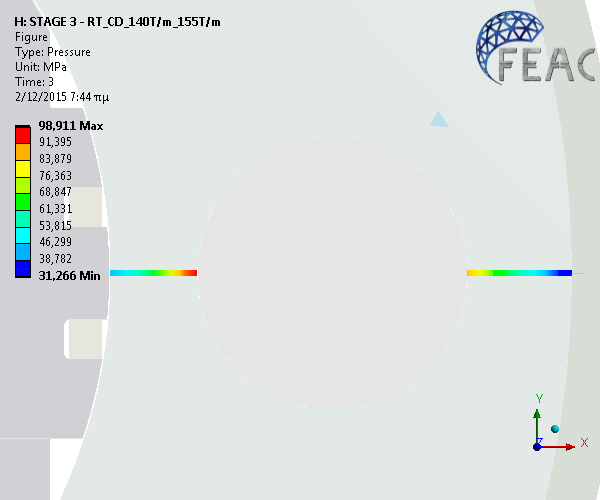 H: STAGE 3 - RT_CD_140T/m_155T/m
Figure
Type: Pressure
Unit: MPa
Time: 3
2/12/2015 7:44 πμ
FEAC
98,911 Max
91,395
83,879
76,363
68,847
61,331
53,815
46,299
38,782
31,266 Min
Y
Z
X